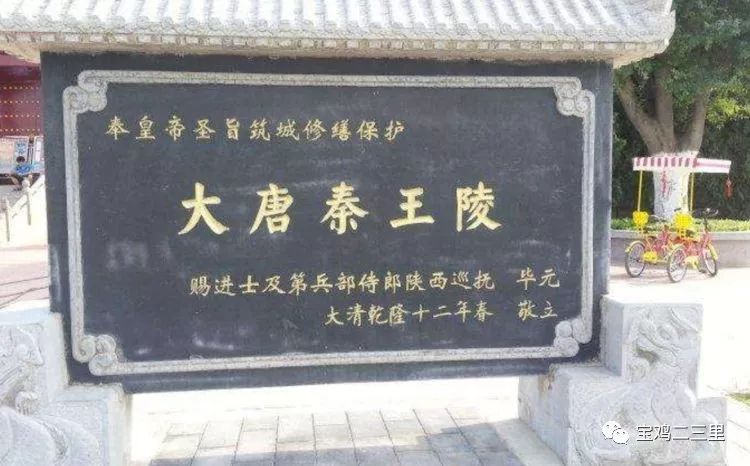 奉皇帝圣旨筑城修缮保护
大唐秦王陵
赐进士及第兵部侍郎陕西巡抚 毕元
大清乾隆十二年春 敬立
宝鸡二三里